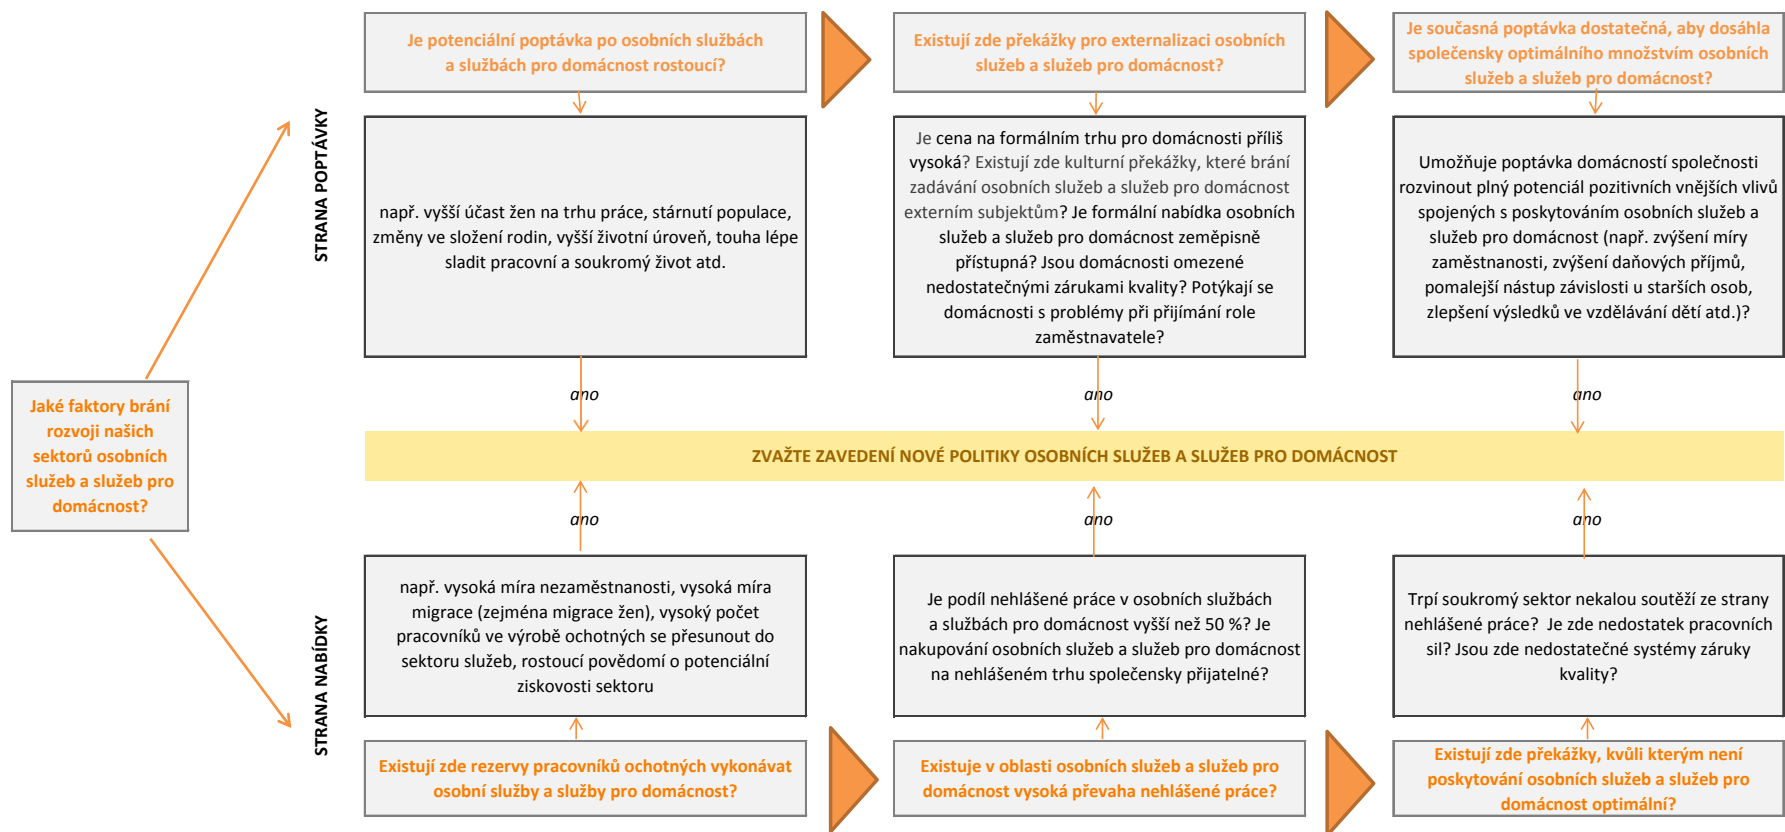 Je potenciální poptávka po osobních službách
a službách pro domácnost rostoucí?
Existují zde překážky pro externalizaci osobních
služeb a služeb pro domácnost?
Je současná poptávka dostatečná, aby dosáhla
společensky optimálního množstvím osobních
služeb a služeb pro domácnost?
STRANA POPTÁVKY
např. vyšší účast žen na trhu práce, stárnutí populace,
změny ve složení rodin, vyšší životní úroveň, touha lépe
sladit pracovní a soukromý život atd.
Je cena na formálním trhu pro domácnosti příliš
vysoká? Existují zde kulturní překážky, které brání
zadávání osobních služeb a služeb pro domácnost
externím subjektům? Je formální nabídka osobních
služeb a služeb pro domácnost zeměpisně
přístupná? Jsou domácnosti omezené
nedostatečnými zárukami kvality? Potýkají se
domácnosti s problémy při přijímání role
zaměstnavatele?
Umožňuje poptávka domácností společnosti
rozvinout plný potenciál pozitivních vnějších vlivů
spojených s poskytováním osobních služeb a
služeb pro domácnost (např. zvýšení míry
zaměstnanosti, zvýšení daňových příjmů,
pomalejší nástup závislosti u starších osob,
zlepšení výsledků ve vzdělávání dětí atd.)?
ano
ano
ano
Jaké faktory brání
rozvoji našich
sektorů osobních
služeb a služeb pro
domácnost?
ZVAŽTE ZAVEDENÍ NOVÉ POLITIKY OSOBNÍCH SLUŽEB A SLUŽEB PRO DOMÁCNOST
ano
ano
ano
STRANA NABÍDKY
např. vysoká míra nezaměstnanosti, vysoká míra
migrace (zejména migrace žen), vysoký počet
pracovníků ve výrobě ochotných se přesunout do
sektoru služeb, rostoucí povědomí o potenciální
ziskovosti sektoru
Je podíl nehlášené práce v osobních službách
a službách pro domácnost vyšší než 50 %? Je
nakupování osobních služeb a služeb pro domácnost
na nehlášeném trhu společensky přijatelné?
Trpí soukromý sektor nekalou soutěží ze strany
nehlášené práce? Je zde nedostatek pracovních
sil? Jsou zde nedostatečné systémy záruky
kvality?
Existují zde rezervy pracovníků ochotných vykonávat
osobní služby a služby pro domácnost?
Existuje v oblasti osobních služeb a služeb pro
domácnost vysoká převaha nehlášené práce?
Existují zde překážky, kvůli kterým není
poskytování osobních služeb a služeb pro
domácnost optimální?